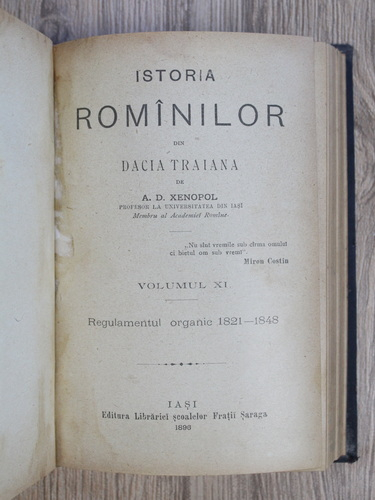 ISTORIA
ROMÎNILOR
DIN
DACIA TRAIANA
DE
A. D. XENOPOL
PROFESOR LA UNIVERSITATEA DIN IAȘI
Membru al Academiei Romîne
„Nu sînt vremile sub cîrma omului
ci bietul om sub vremi”
Miron Costin
VOLUMUL XI.
Regulamentul organic 1821—1848
IAȘI
Editura Librăriei școalelor Frații Șaraga
1896